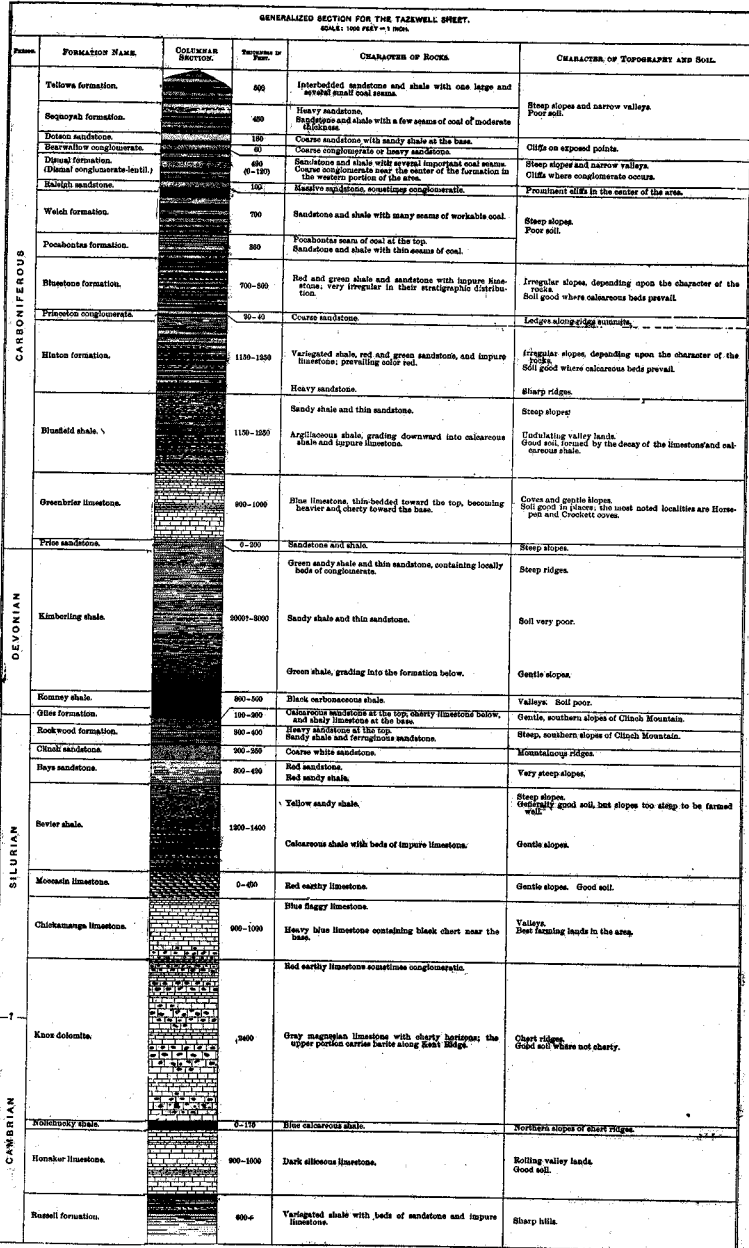 GENERALIZED SECTION FOR THE TAZEWELL SHEET.
SCALE: 1000 FEET = 1 INCH.
PERIOD. FORMATION NAME. COLUMNAR SECTION. THICKNESS IN FEET. CHARACTER OF ROCKS. CHARACTER OF TOPOGRAPHY AND SOIL.
CARBONIFEROUS
Tellowa formation. 500 Interbedded sandstone and shale with one large and
several small coal seams.
Steep slopes and narrow valleys.
Poor soil.
Sequoyah formation. 450 Heavy sandstone.
Sandstone and shale with a few seams of coal of moderate
thickness.
Dotson sandstone. 180 Coarse sandstone with sandy shale at the base.
Bearwallow conglomerate. 60 Coarse conglomerate or heavy sandstone. Cliffs on exposed points.
Dismal formation. 490 Sandstone and shale with several important coal seams. Steep slopes and narrow valleys.
(Dismal conglomerate-lentil.) (0-120) Coarse conglomerate near the center of the formation in
the western portion of the area.
Cliffs where conglomerate occurs.
Raleigh sandstone. 100 Massive sandstone, sometimes conglomeratic. Prominent cliffs in the center of the area.
Welch formation. 700 Sandstone and shale with many seams of workable coal. Steep slopes.
Poor soil.
Pocahontas formation. 360 Pocahontas seam of coal at the top.
Sandstone and shale with thin seams of coal.
Bluestone formation. 700-800 Red and green shale and sandstone with impure lime-
stone; very irregular in their stratigraphic distribu-
tion.
Irregular slopes, depending upon the character of the
rocks.
Soil good where calcareous beds prevail.
Princeton conglomerate. 20-40 Coarse sandstone. Ledges along ridge summits.
Hinton formation. 1150-1250 Variegated shale, red and green sandstone, and impure
limestone; prevailing color red.
Irregular slopes, depending upon the character of the
rocks.
Soil good where calcareous beds prevail.
Heavy sandstone. Sharp ridges.
Bluefield shale. 1150-1250 Sandy shale and thin sandstone. Steep slopes.
Argillaceous shale, grading downward into calcareous
shale and impure limestone.
Undulating valley lands.
Good soil, formed by the decay of the limestone and cal-
careous shale.
Greenbrier limestone. 900-1000 Blue limestone, thin-bedded toward the top, becoming
heavier and cherty toward the base.
Coves and gentle slopes.
Soil good in places; the most noted localities are Horse-
pen and Crockett coves.
Price sandstone. 0-200 Sandstone and shale. Steep slopes.
DEVONIAN
Kimberling shale. 2000?-3000 Green sandy shale and thin sandstone, containing locally
beds of conglomerate.
Steep ridges.
Sandy shale and thin sandstone. Soil very poor.
Green shale, grading into the formation below. Gentle slopes.
Romney shale. 300-500 Black carbonaceous shale. Valleys. Soil poor.
SILURIAN
Giles formation. 100-200 Calcareous sandstone at the top, cherty limestone below,
and shaly limestone at the base.
Gentle, southern slopes of Clinch Mountain.
Rockwood formation. 300-400 Heavy sandstone at the top.
Sandy shale and ferruginous sandstone.
Steep, southern slopes of Clinch Mountain.
Clinch sandstone. 200-250 Coarse white sandstone. Mountainous ridges.
Bays sandstone. 300-420 Red sandstone.
Red sandy shale.
Very steep slopes.
Sevier shale. 1200-1400 Yellow sandy shale. Steep slopes.
Generally good soil, but slopes too steep to be farmed
well.
Calcareous shale with beds of impure limestone. Gentle slopes.
Moccasin limestone. 0-400 Red earthy limestone. Gentle slopes. Good soil.
Chickamauga limestone. 900-1000 Blue flaggy limestone.
Heavy blue limestone containing black chert near the
base.
Valleys.
Best farming lands in the area.
?
CAMBRIAN
Knox dolomite. 2400 Red earthy limestone sometimes conglomeratic.
Gray magnesian limestone with cherty horizons; the
upper portion carries barite along Kent Ridge.
Chert ridges.
Good soil where not cherty.
Nolichucky shale. 0-175 Blue calcareous shale. Northern slopes of chert ridges.
Honaker limestone. 900-1000 Dark siliceous limestone. Rolling valley lands.
Good soil.
Russell formation. 600+ Variegated shale with beds of sandstone and impure
limestone.
Sharp hills.